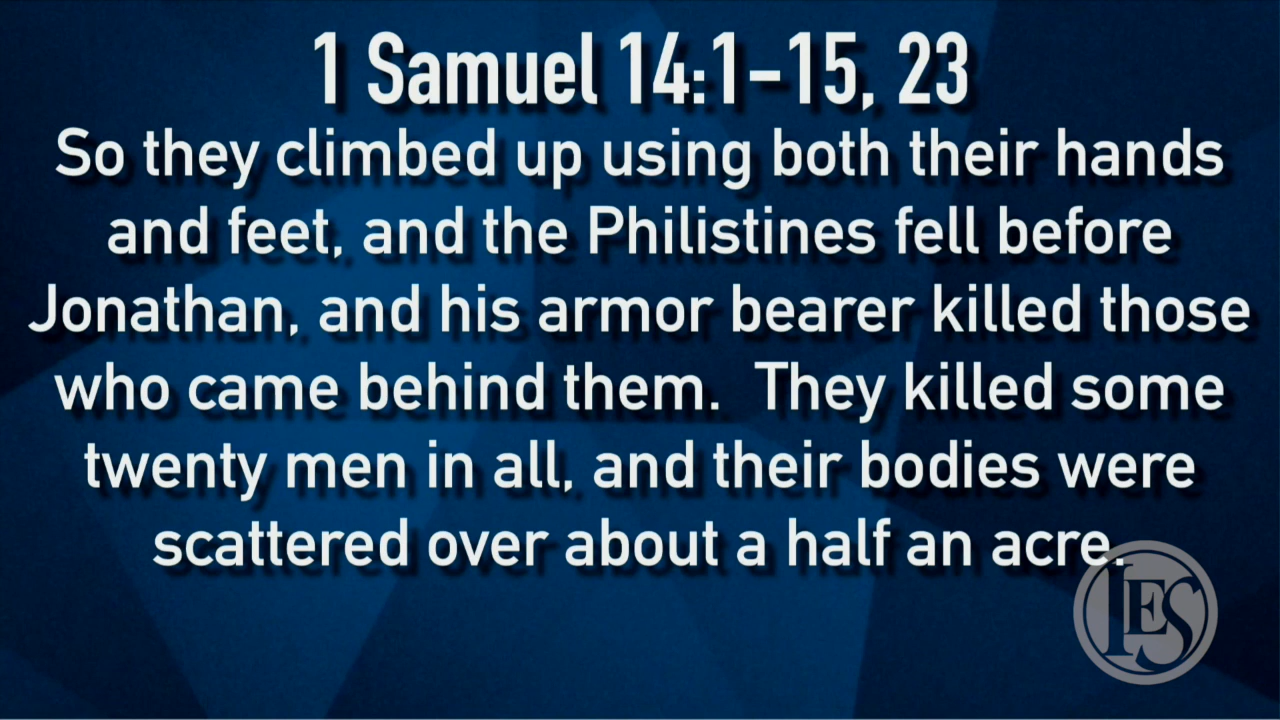 1 Samuel 14:1–15, 23
So they climbed up using both their hands
and feet, and the Philistines fell before
Jonathan, and his armor bearer killed those
who came behind them.  They killed some
twenty men in all, and their bodies were
scattered over about a half an acre.
LES